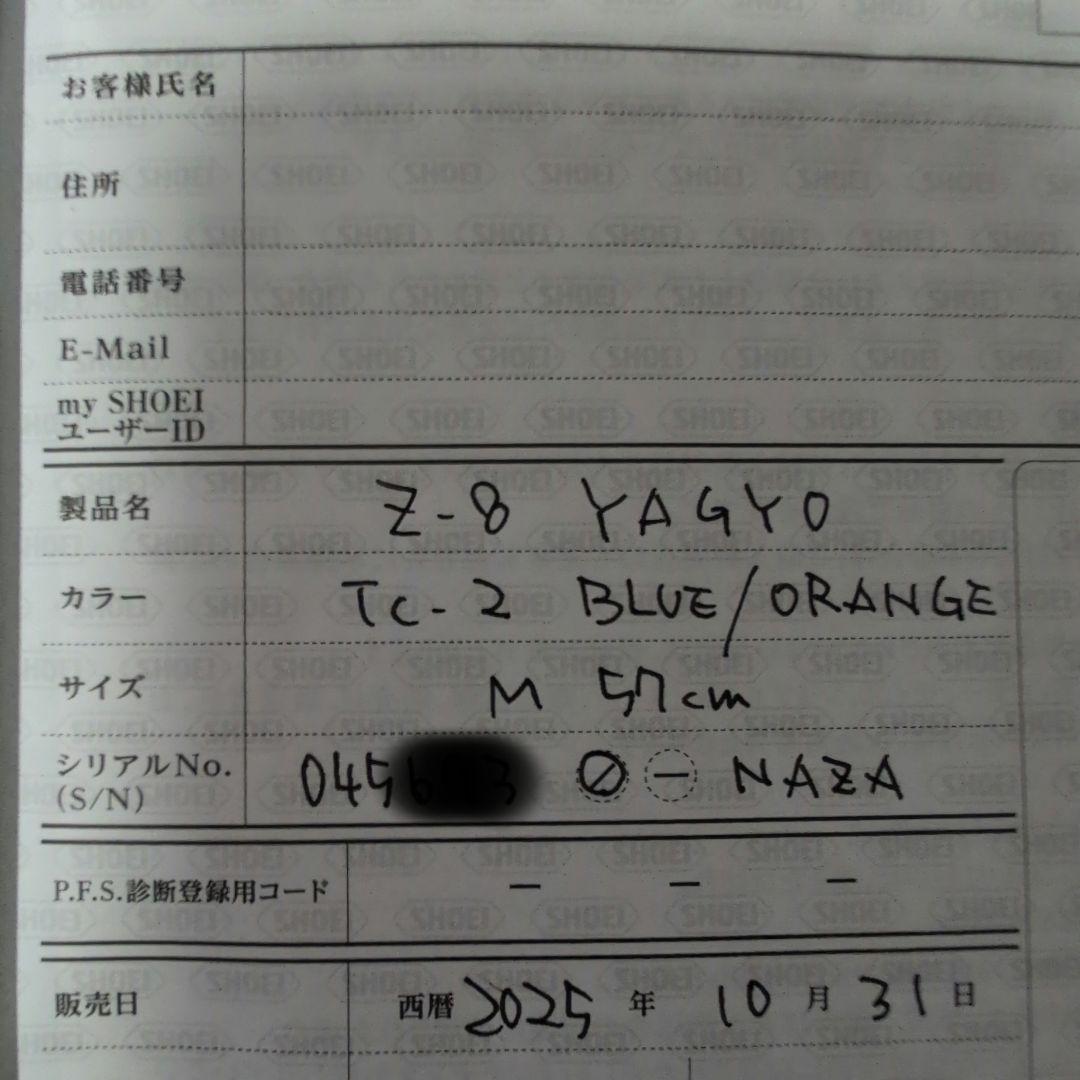 お客様氏名
住所
電話番号
E-Mail
my SHOEI
ユーザーID
製品名 Z-8 YAGYO
カラー TC-2 BLUE/ORANGE
サイズ M 57cm
シリアルNo. 045 ⊘ - NAZA
(S/N)
P.F.S.診断登録用コード - - -
販売日 西暦 2025 年 10 月 31 日